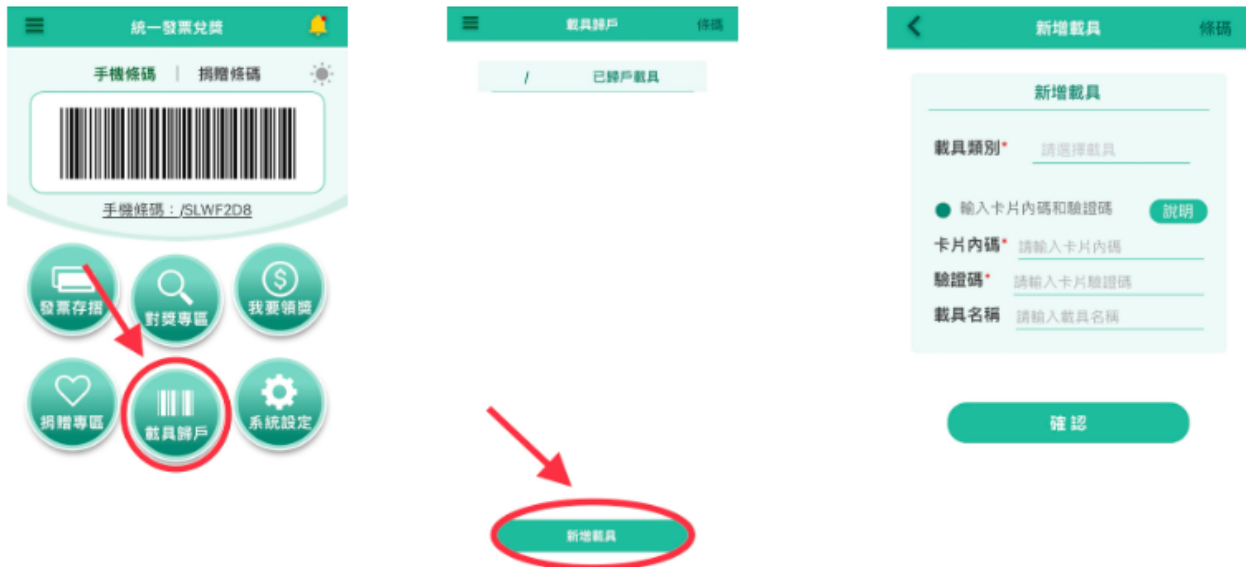 統一發票兌獎
手機條碼 | 捐贈條碼
手機條碼：/SLWF2D8
發票存摺
對獎專區
我要領獎
捐贈專區
載具歸戶
系統設定
載具歸戶
條碼
/ 已歸戶載具
新增載具
新增載具
條碼
新增載具
載具類別* 請選擇載具
輸入卡片內碼和驗證碼 說明
卡片內碼* 請輸入卡片內碼
驗證碼* 請輸入卡片驗證碼
載具名稱 請輸入載具名稱
確認